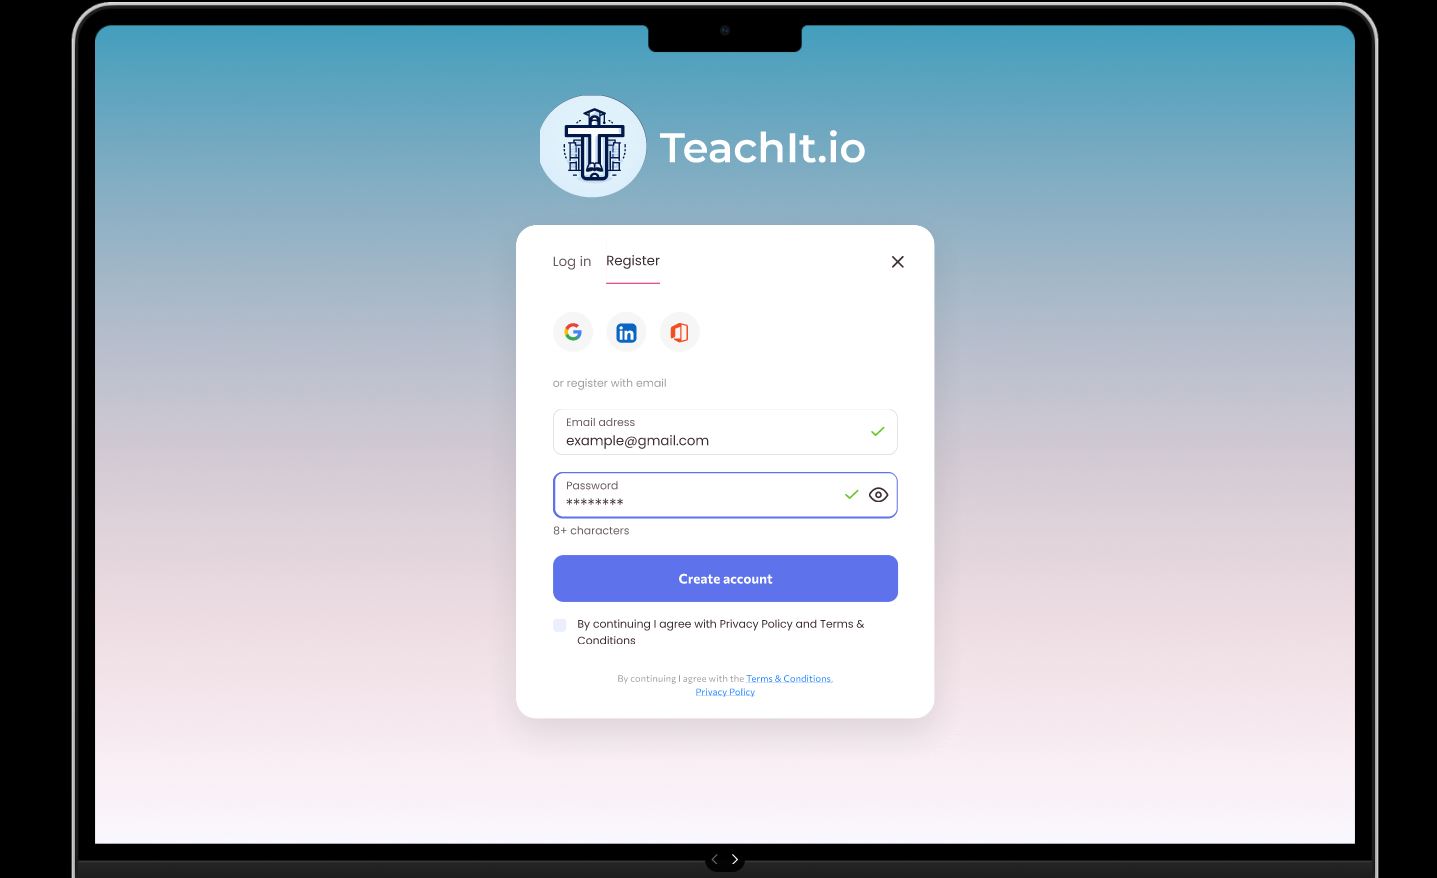 TeachIt.io
Log in
Register
or register with email
Email adress
example@gmail.com
Password
********
8+ characters
Create account
By continuing I agree with Privacy Policy and Terms &
Conditions
By continuing I agree with the Terms & Conditions.
Privacy Policy